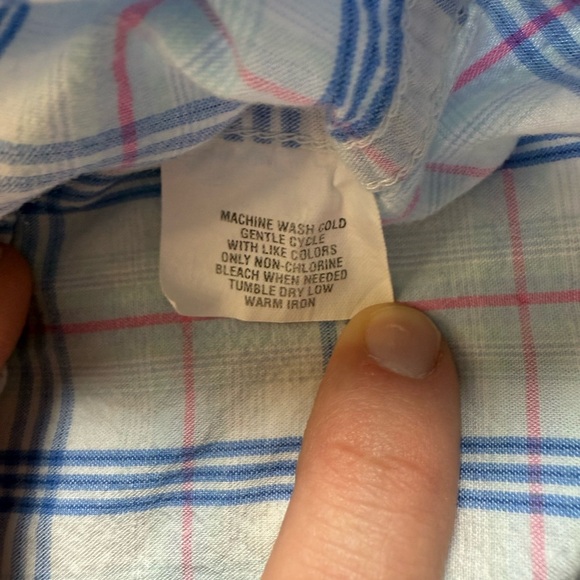 MACHINE WASH COLD
GENTLE CYCLE
WITH LIKE COLORS
ONLY NON-CHLORINE
BLEACH WHEN NEEDED
TUMBLE DRY LOW
WARM IRON